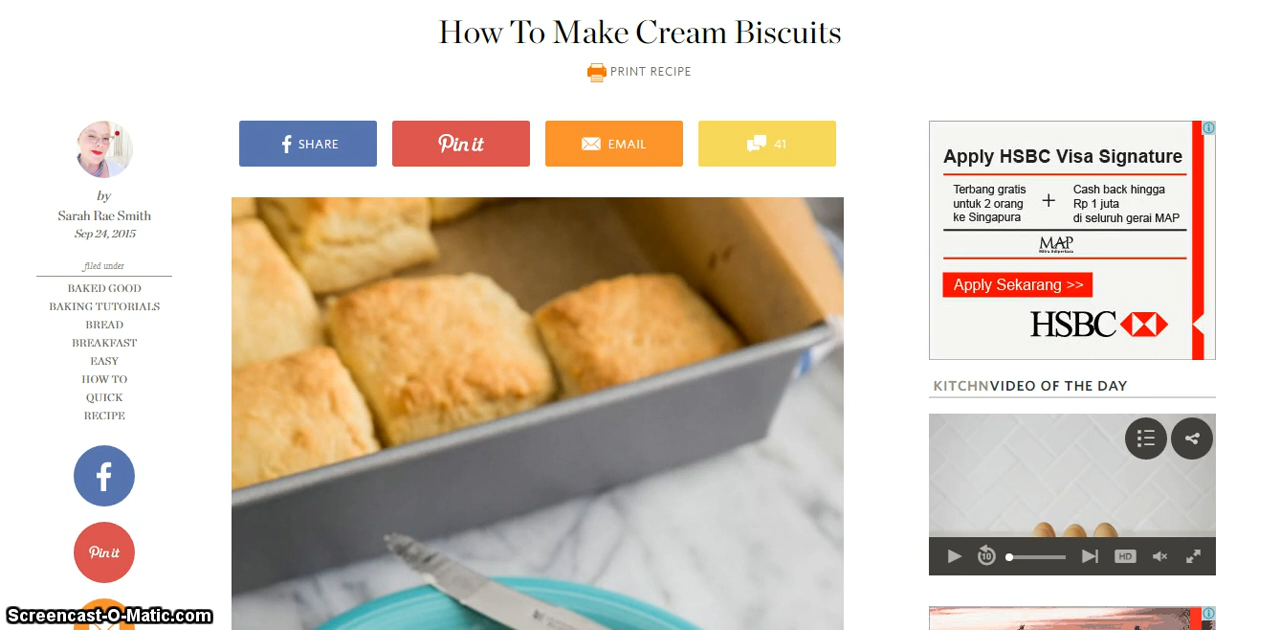 How To Make Cream Biscuits
PRINT RECIPE
SHARE
Pin it
EMAIL
41
by
Sarah Rae Smith
Sep 24, 2015
filed under
BAKED GOOD
BAKING TUTORIALS
BREAD
BREAKFAST
EASY
HOW TO
QUICK
RECIPE
Pin it
Screencast-O-Matic.com
Apply HSBC Visa Signature
Terbang gratis
untuk 2 orang
ke Singapura
+
Cash back hingga
Rp 1 juta
di seluruh gerai MAP
MAP
Apply Sekarang >>
HSBC
KITCHNVIDEO OF THE DAY
10
HD